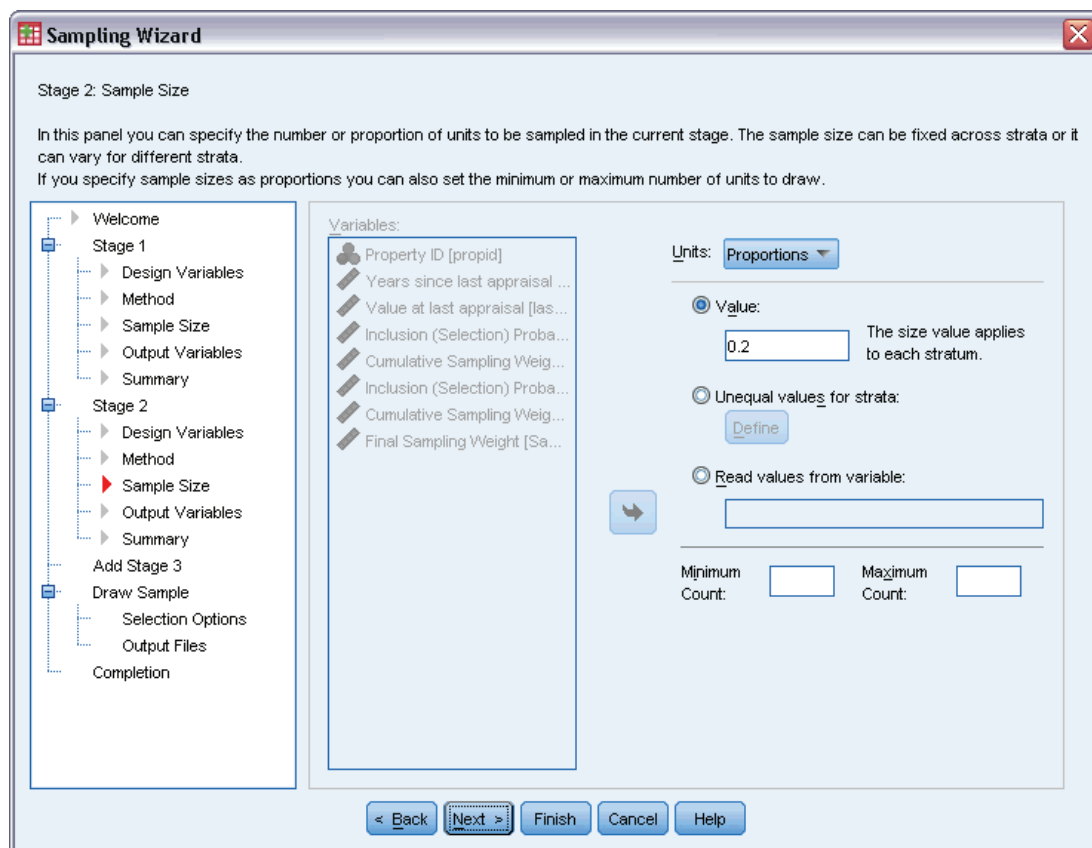 Sampling Wizard
Stage 2: Sample Size
In this panel you can specify the number or proportion of units to be sampled in the current stage. The sample size can be fixed across strata or it
can vary for different strata.
If you specify sample sizes as proportions you can also set the minimum or maximum number of units to draw.
Welcome
Stage 1
Design Variables
Method
Sample Size
Output Variables
Summary
Stage 2
Design Variables
Method
Sample Size
Output Variables
Summary
Add Stage 3
Draw Sample
Selection Options
Output Files
Completion
Variables:
Property ID [propid]
Years since last appraisal ...
Value at last appraisal [las...
Inclusion (Selection) Proba...
Cumulative Sampling Weig...
Inclusion (Selection) Proba...
Cumulative Sampling Weig...
Final Sampling Weight [Sa...
Units: Proportions
Value:
0.2
The size value applies
to each stratum.
Unequal values for strata:
Define
Read values from variable:
Minimum
Count:
Maximum
Count:
< Back Next > Finish Cancel Help